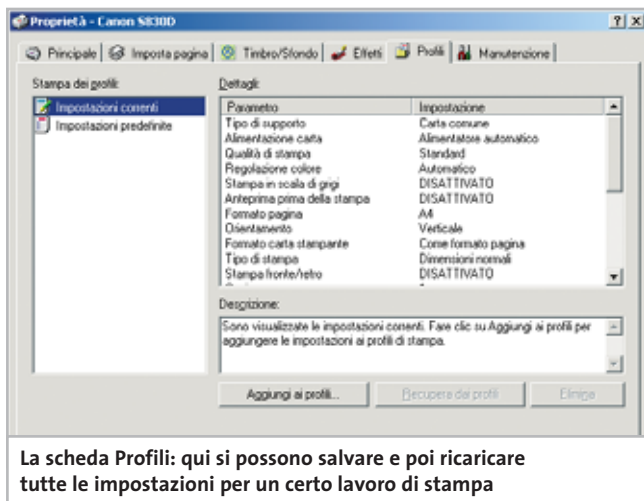 Proprietà - Canon S830D
Principale Imposta pagina Timbro/Sfondo Effetti Profili Manutenzione
Stampa dei profili:
Impostazioni correnti
Impostazioni predefinite
Dettagli:
Parametro Impostazione
Tipo di supporto Carta comune
Alimentazione carta Alimentatore automatico
Qualità di stampa Standard
Regolazione colore Automatico
Stampa in scala di grigi DISATTIVATO
Anteprima prima della stampa DISATTIVATO
Formato pagina A4
Orientamento Verticale
Formato carta stampante Come formato pagina
Tipo di stampa Dimensioni normali
Stampa fronte/retro DISATTIVATO
Descrizione:
Sono visualizzate le impostazioni correnti. Fare clic su Aggiungi ai profili per
aggiungere le impostazioni ai profili di stampa.
Aggiungi ai profili... Recupera dai profili Elimina
La scheda Profili: qui si possono salvare e poi ricaricare
tutte le impostazioni per un certo lavoro di stampa